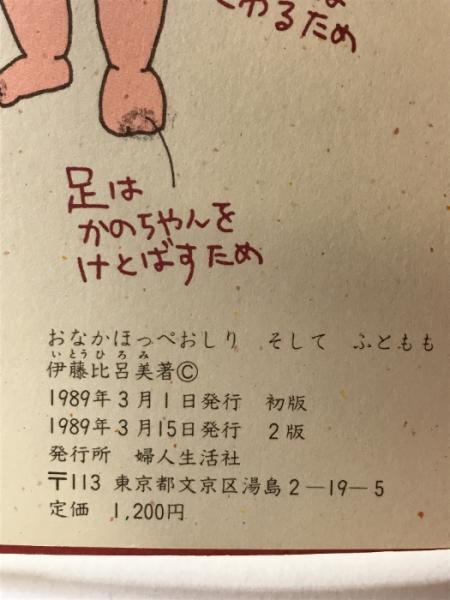 さわるため
足は
かのちゃんを
けとばすため
おなかほっぺおしり そして ふともも
いとうひろみ
伊藤比呂美著©
1989年3月1日発行 初版
1989年3月15日発行 2版
発行所 婦人生活社
〒113 東京都文京区湯島2−19−5
定価 1,200円